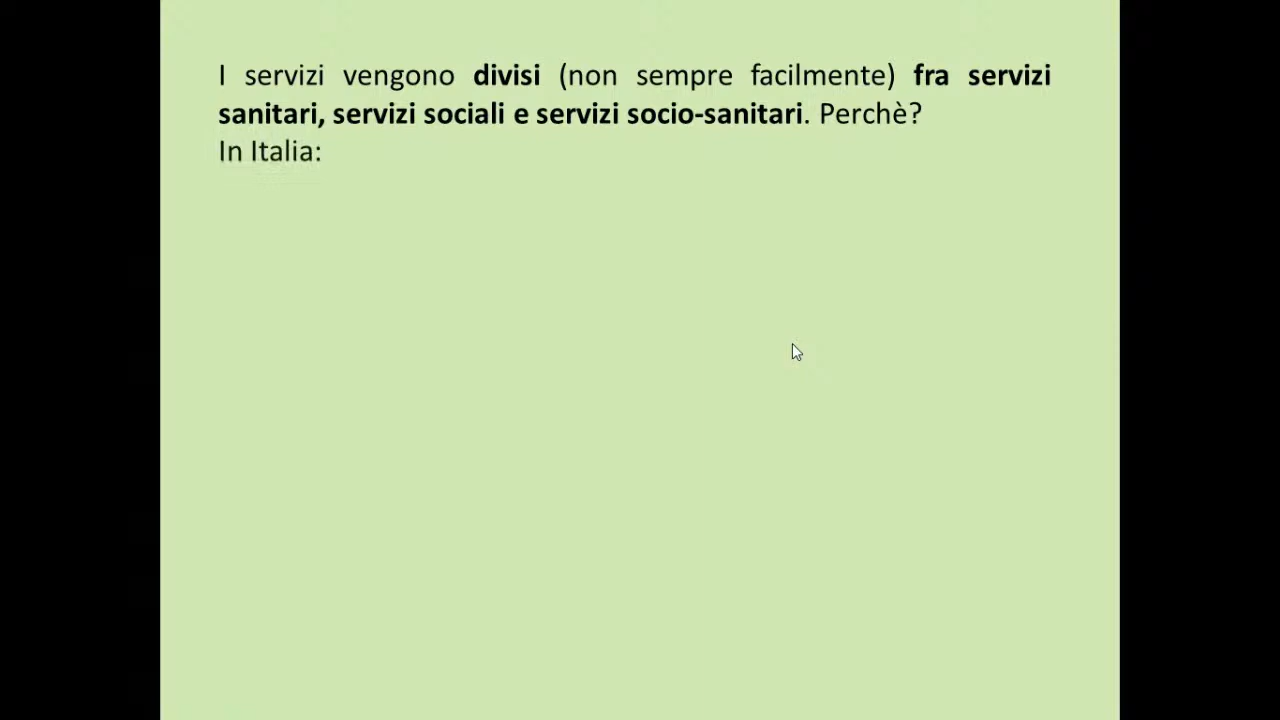 I servizi vengono divisi (non sempre facilmente) fra servizi
sanitari, servizi sociali e servizi socio-sanitari. Perchè?
In Italia: